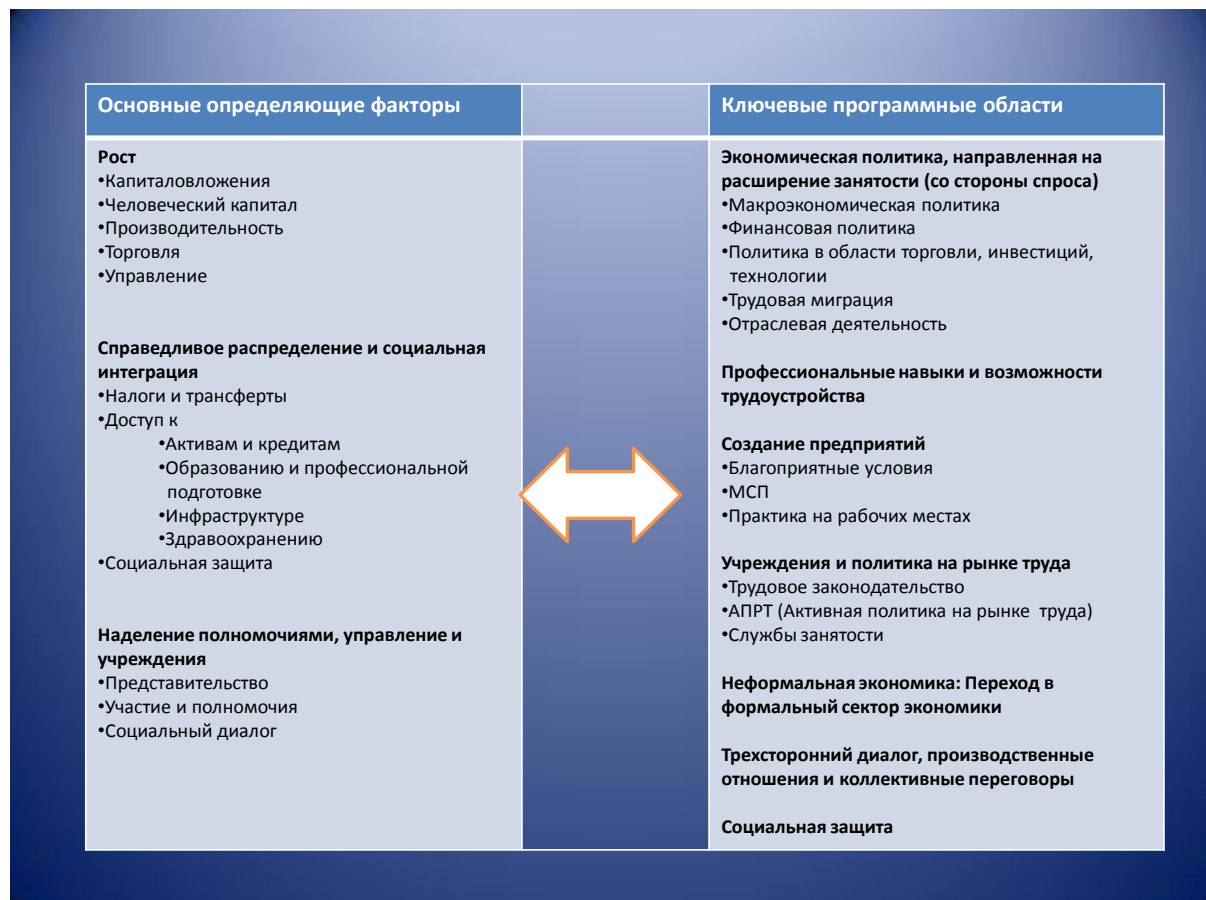 Основные определяющие факторы
Рост
•Капиталовложения
•Человеческий капитал
•Производительность
•Торговля
•Управление
Справедливое распределение и социальная
интеграция
•Налоги и трансферты
•Доступ к
•Активам и кредитам
•Образованию и профессиональной
подготовке
•Инфраструктуре
•Здравоохранению
•Социальная защита
Наделение полномочиями, управление и
учреждения
•Представительство
•Участие и полномочия
•Социальный диалог
Ключевые программные области
Экономическая политика, направленная на
расширение занятости (со стороны спроса)
•Макроэкономическая политика
•Финансовая политика
•Политика в области торговли, инвестиций,
технологии
•Трудовая миграция
•Отраслевая деятельность
Профессиональные навыки и возможности
трудоустройства
Создание предприятий
•Благоприятные условия
•МСП
•Практика на рабочих местах
Учреждения и политика на рынке труда
•Трудовое законодательство
•АПРТ (Активная политика на рынке труда)
•Службы занятости
Неформальная экономика: Переход в
формальный сектор экономики
Трехсторонний диалог, производственные
отношения и коллективные переговоры
Социальная защита